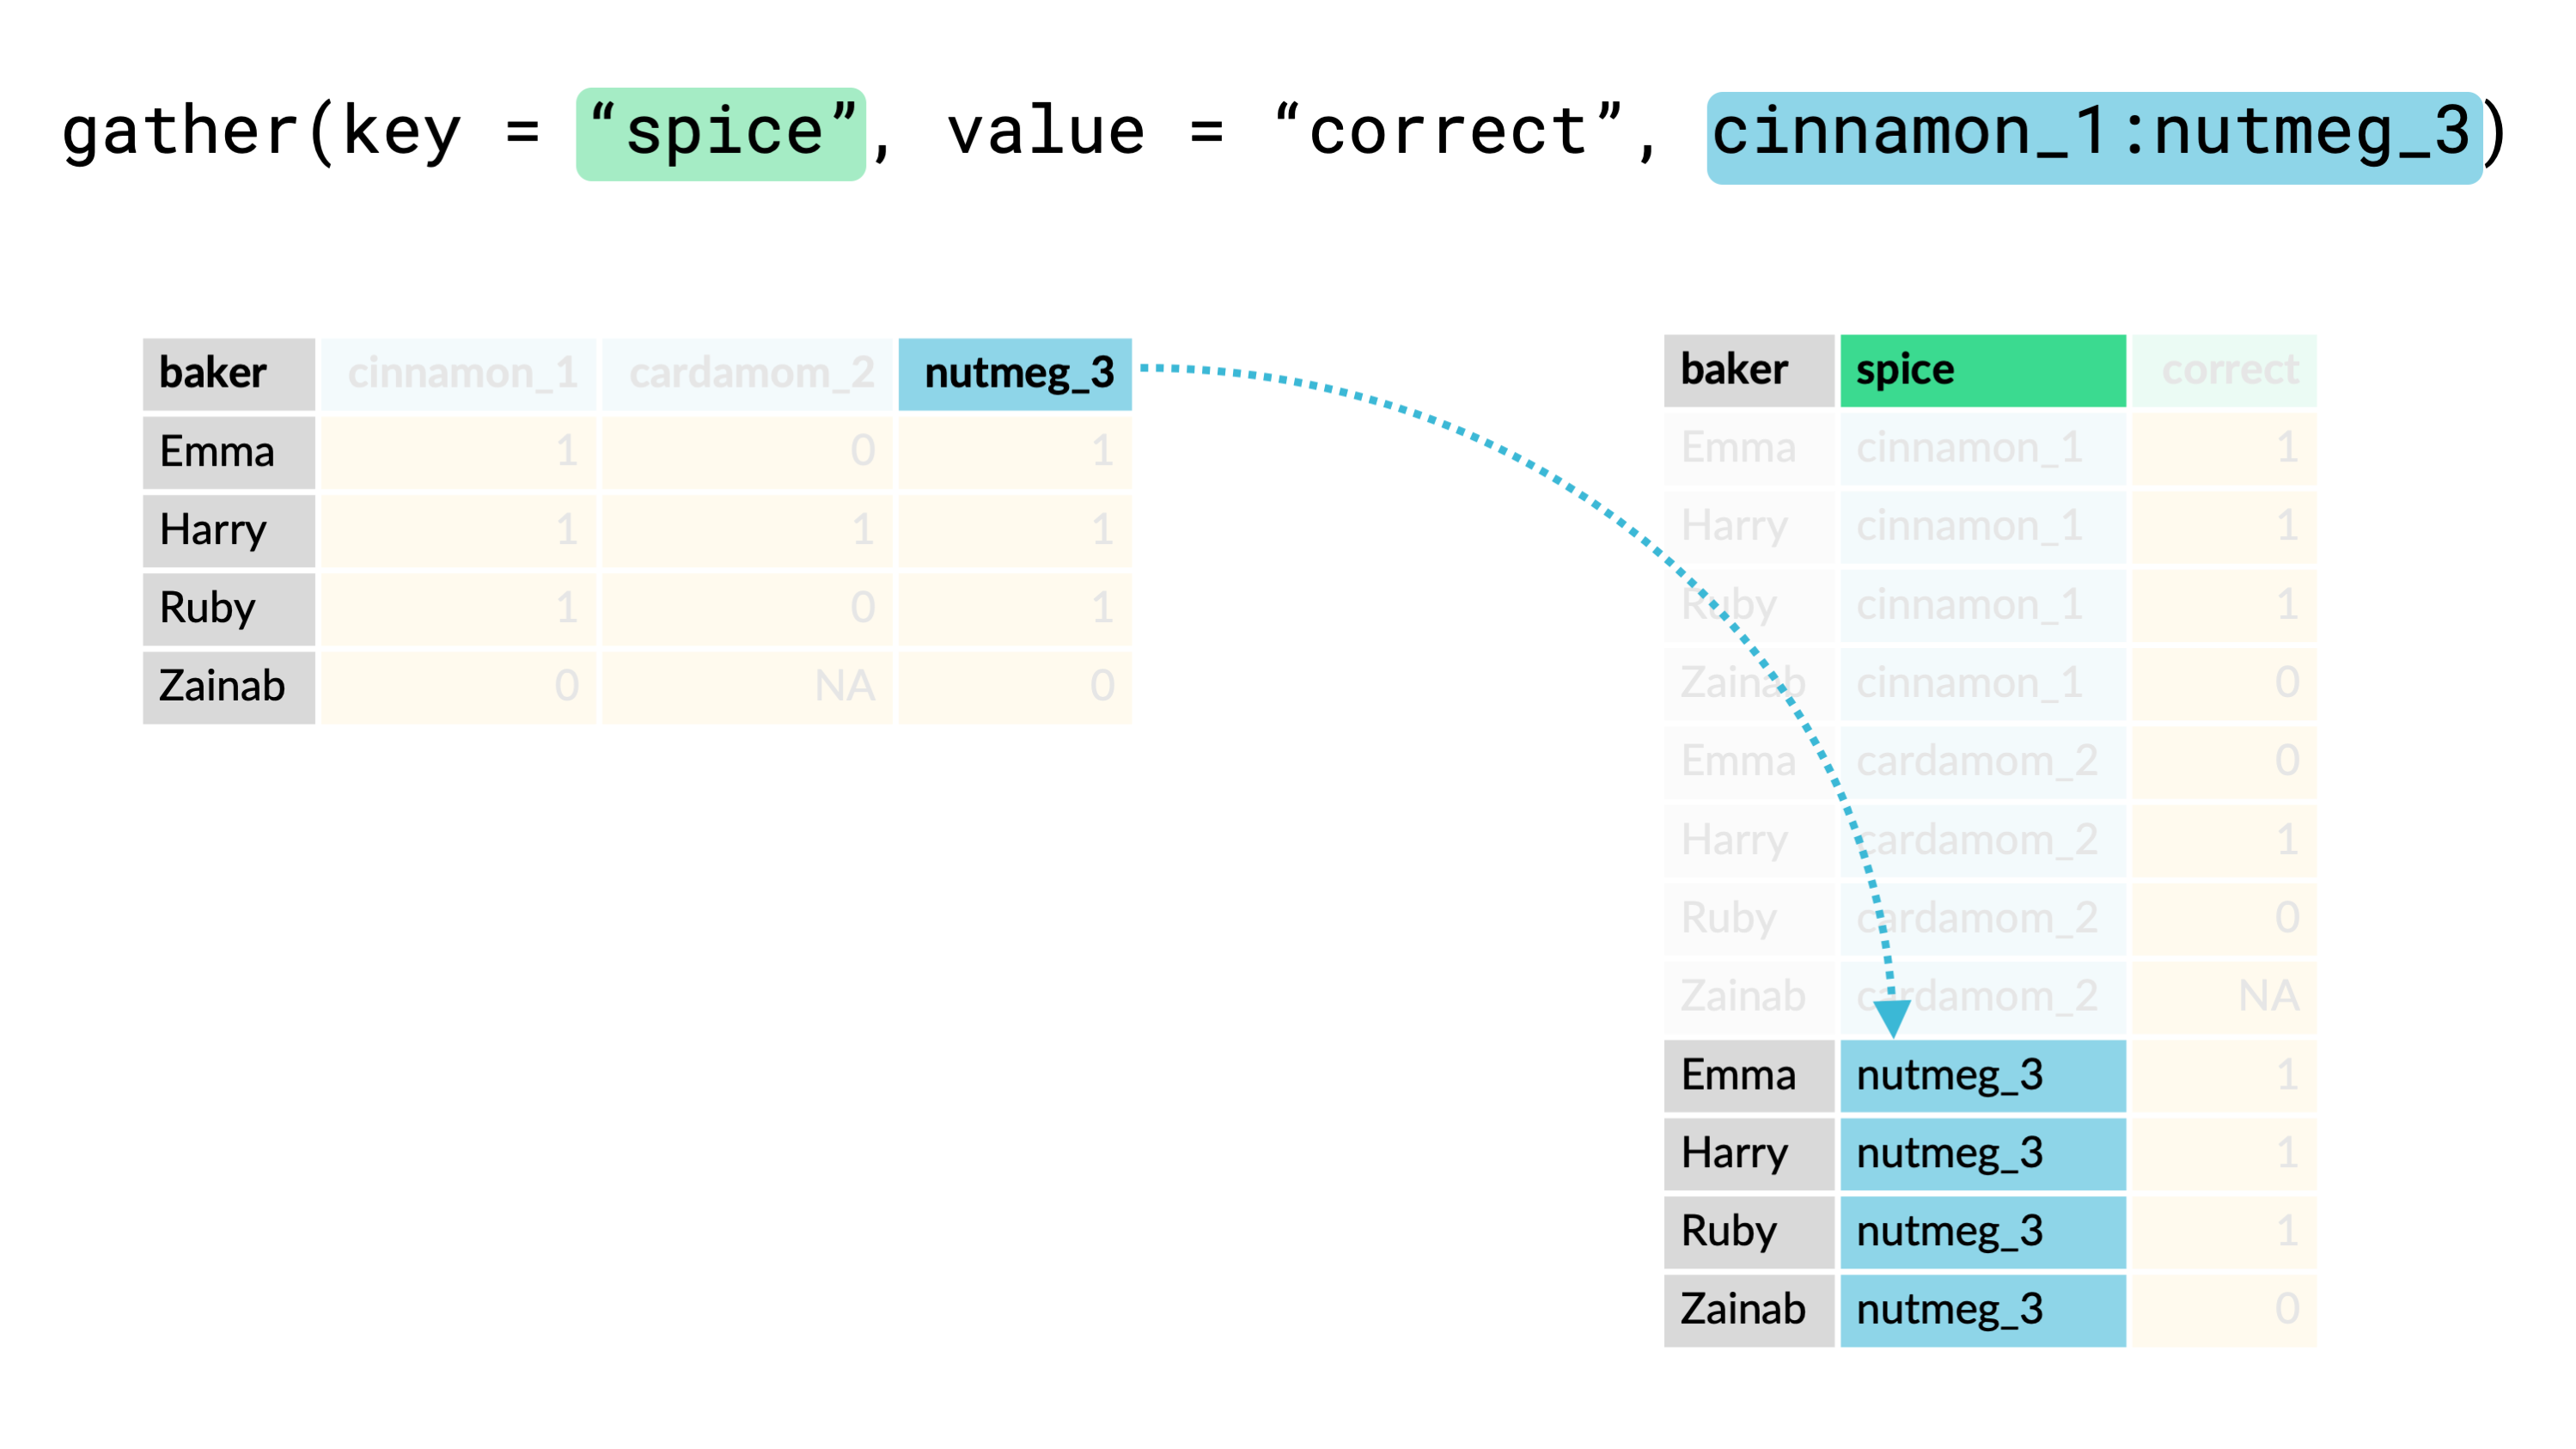 gather(key = “spice”, value = “correct”, cinnamon_1:nutmeg_3)
baker cinnamon_1 cardamom_2 nutmeg_3
Emma 1 0 1
Harry 1 1 1
Ruby 1 0 1
Zainab 0 NA 0
baker spice correct
Emma cinnamon_1 1
Harry cinnamon_1 1
Ruby cinnamon_1 1
Zainab cinnamon_1 0
Emma cardamom_2 0
Harry cardamom_2 1
Ruby cardamom_2 0
Zainab cardamom_2 NA
Emma nutmeg_3 1
Harry nutmeg_3 1
Ruby nutmeg_3 1
Zainab nutmeg_3 0